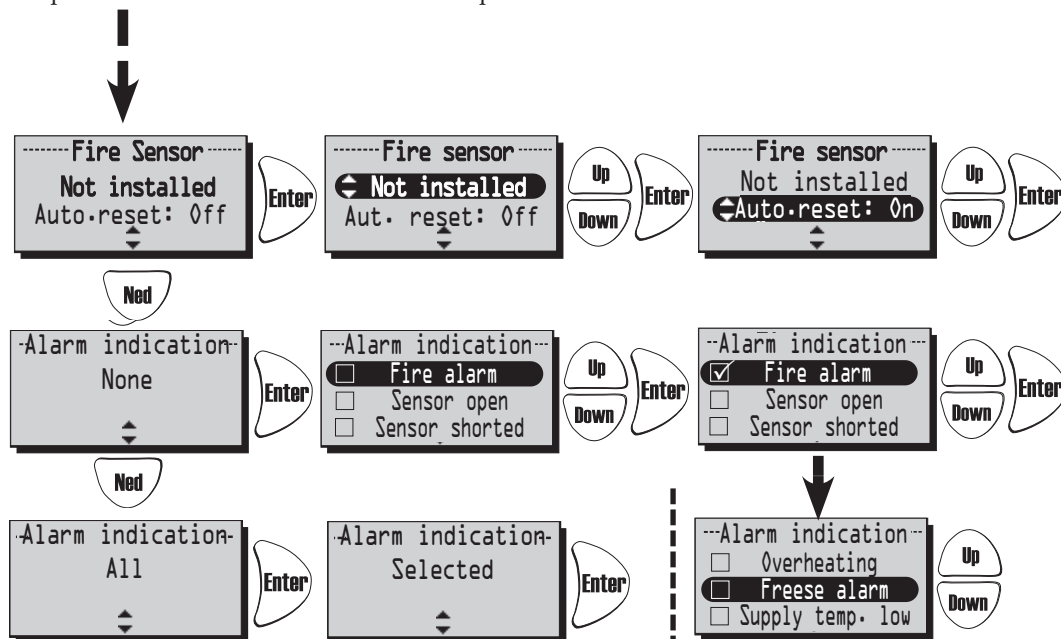 Fire Sensor
Not installed
Auto.reset: Off
Enter
Fire sensor
Not installed
Aut. reset: Off
Up
Down
Enter
Fire sensor
Not installed
Auto.reset: On
Up
Down
Enter
Ned
Alarm indication
None
Enter
Alarm indication
Fire alarm
Sensor open
Sensor shorted
Up
Down
Enter
Alarm indication
Fire alarm
Sensor open
Sensor shorted
Up
Down
Enter
Ned
Alarm indication
All
Enter
Alarm indication
Selected
Enter
Alarm indication
Overheating
Freese alarm
Supply temp. low
Up
Down